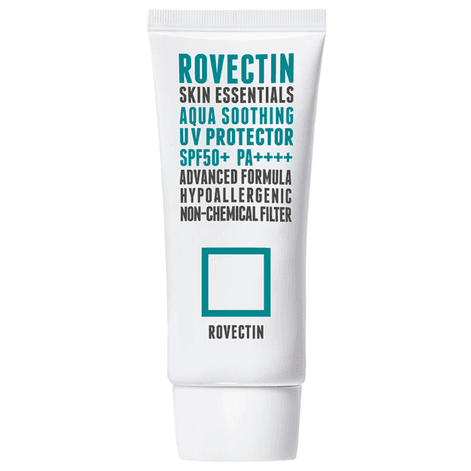 ROVECTIN
SKIN ESSENTIALS
AQUA SOOTHING
UV PROTECTOR
SPF50+ PA++++
ADVANCED FORMULA
HYPOALLERGENIC
NON-CHEMICAL FILTER
ROVECTIN